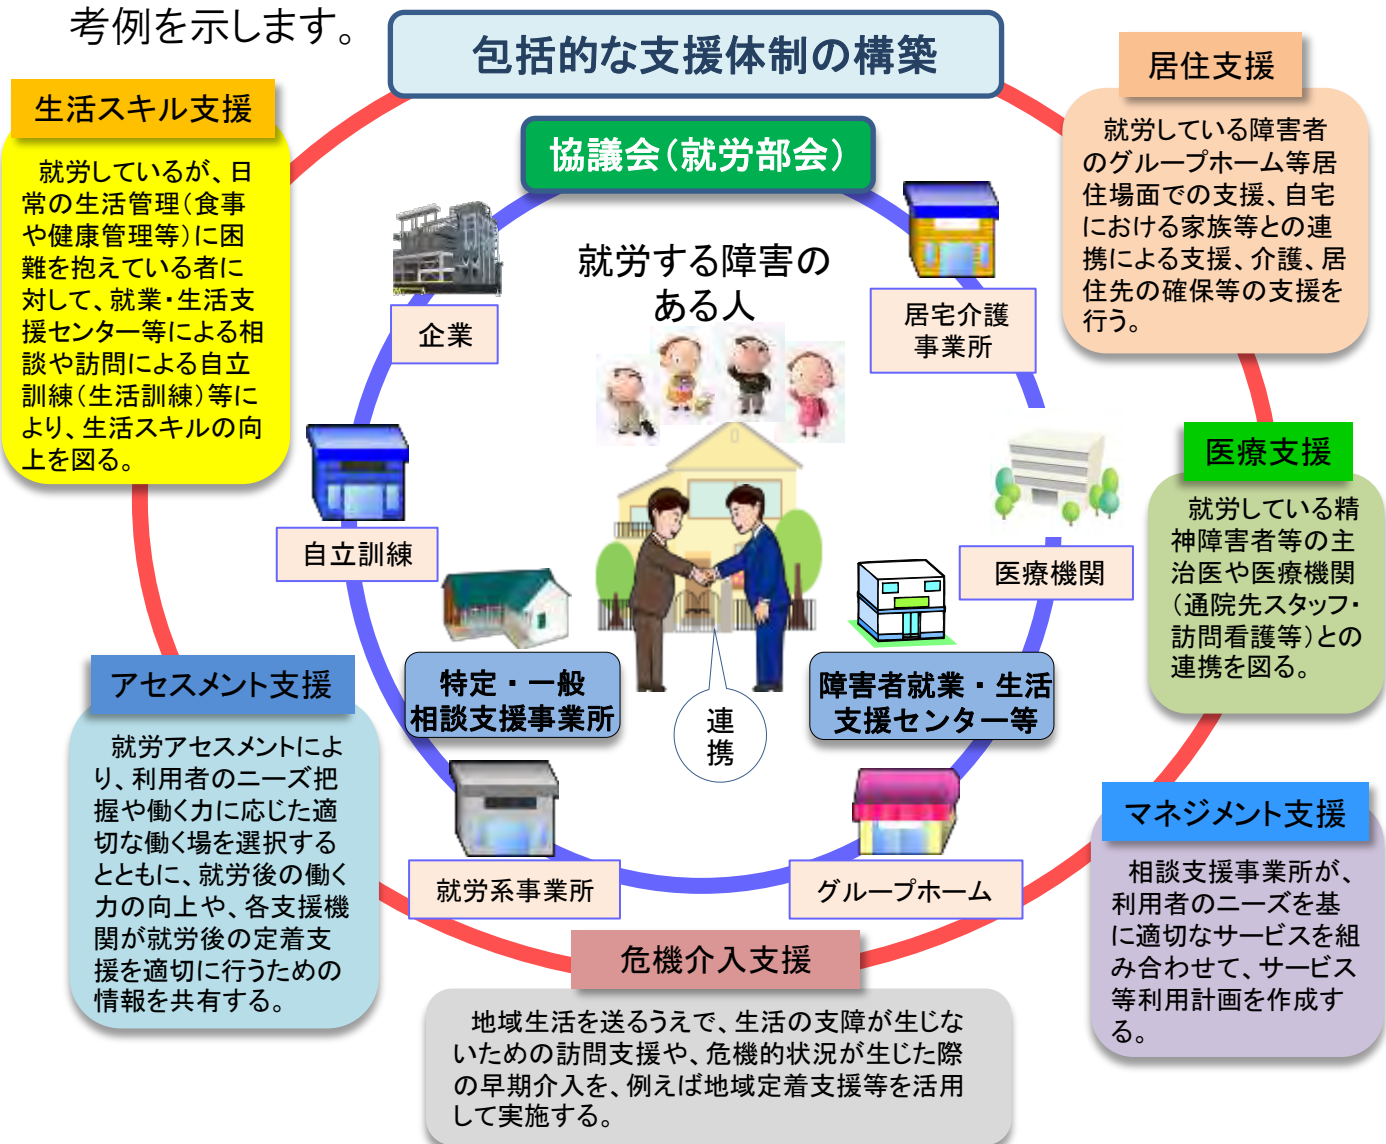 考例を示します。
包括的な支援体制の構築
協議会（就労部会）
生活スキル支援
就労しているが、日
常の生活管理（食事
や健康管理等）に困
難を抱えている者に
対して、就業・生活支
援センター等による相
談や訪問による自立
訓練（生活訓練）等に
より、生活スキルの向
上を図る。
居住支援
就労している障害者
のグループホーム等居
住場面での支援、自宅
における家族等との連
携による支援、介護、居
住先の確保等の支援を
行う。
就労する障害の
ある人
企業
居宅介護
事業所
自立訓練
医療機関
医療支援
就労している精
神障害者等の主
治医や医療機関
（通院先スタッフ・
訪問看護等）との
連携を図る。
特定・一般
相談支援事業所
連
携
障害者就業・生活
支援センター等
アセスメント支援
就労アセスメントによ
り、利用者のニーズ把
握や働く力に応じた適
切な働く場を選択する
とともに、就労後の働く
力の向上や、各支援機
関が就労後の定着支
援を適切に行うための
情報を共有する。
就労系事業所
グループホーム
マネジメント支援
相談支援事業所が、
利用者のニーズを基
に適切なサービスを組
み合わせて、サービス
等利用計画を作成す
る。
危機介入支援
地域生活を送るうえで、生活の支障が生じな
いための訪問支援や、危機的状況が生じた際
の早期介入を、例えば地域定着支援等を活用
して実施する。